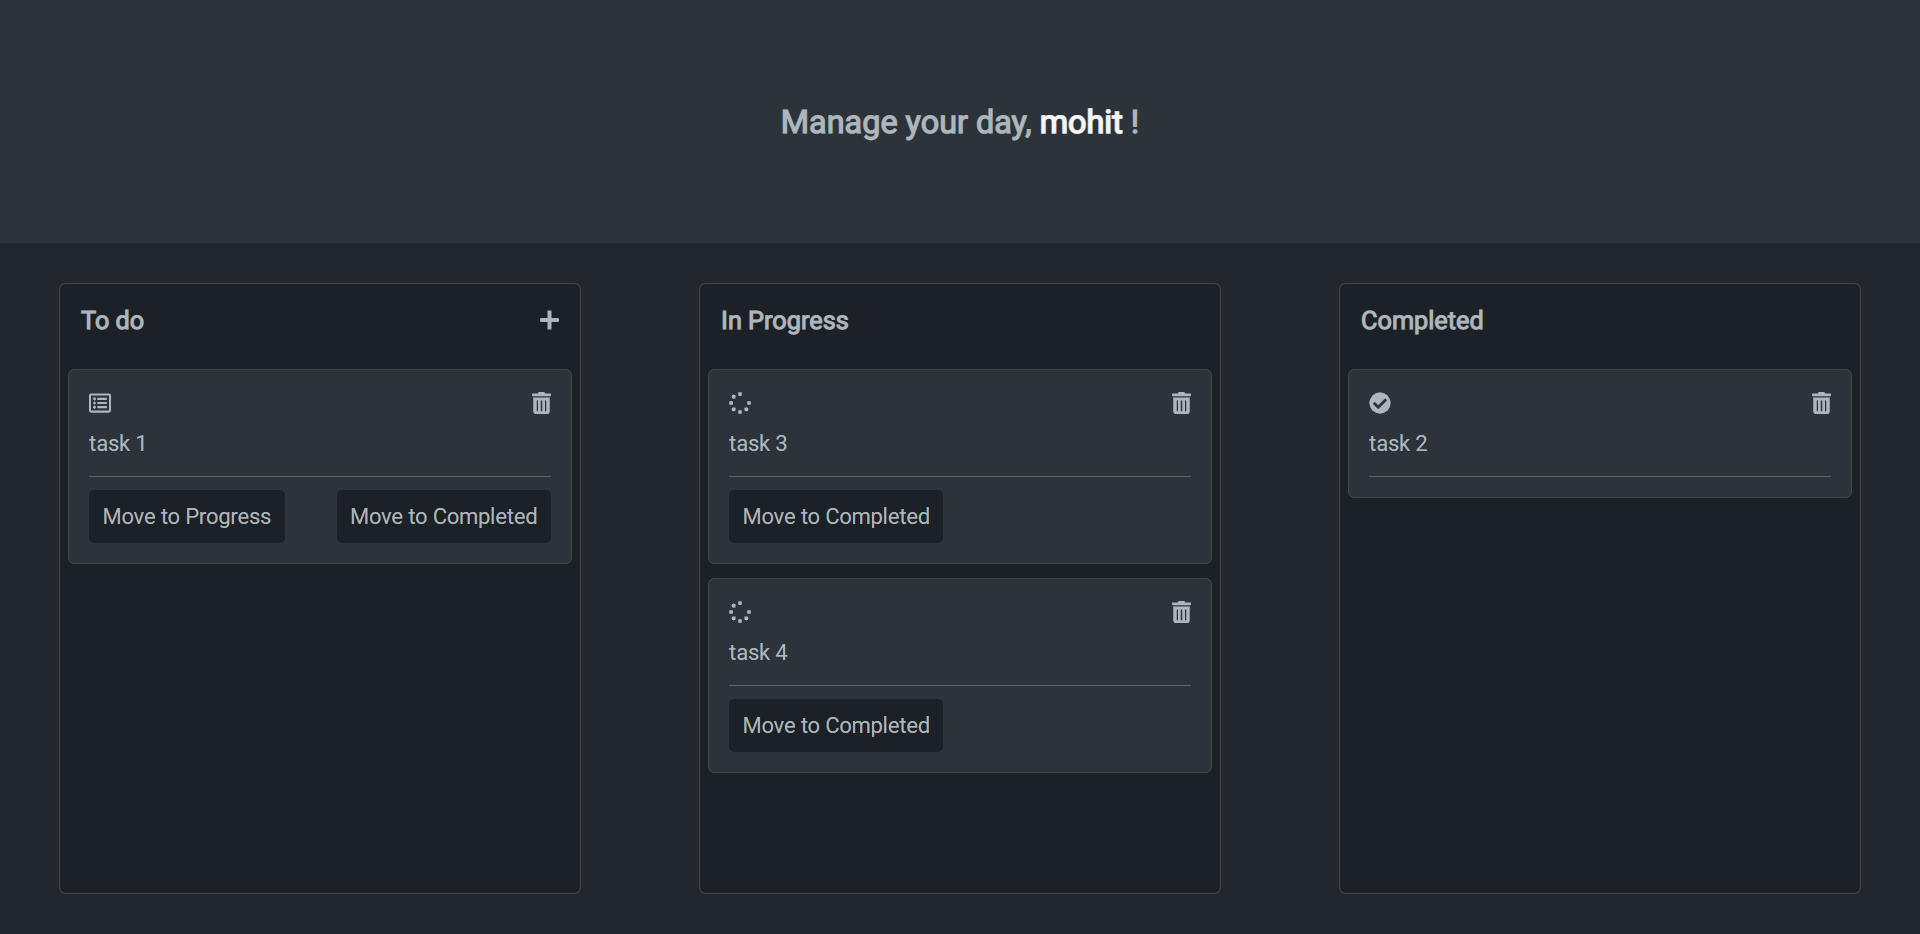 Manage your day, mohit !
To do
task 1
Move to Progress
Move to Completed
In Progress
task 3
Move to Completed
task 4
Move to Completed
Completed
task 2